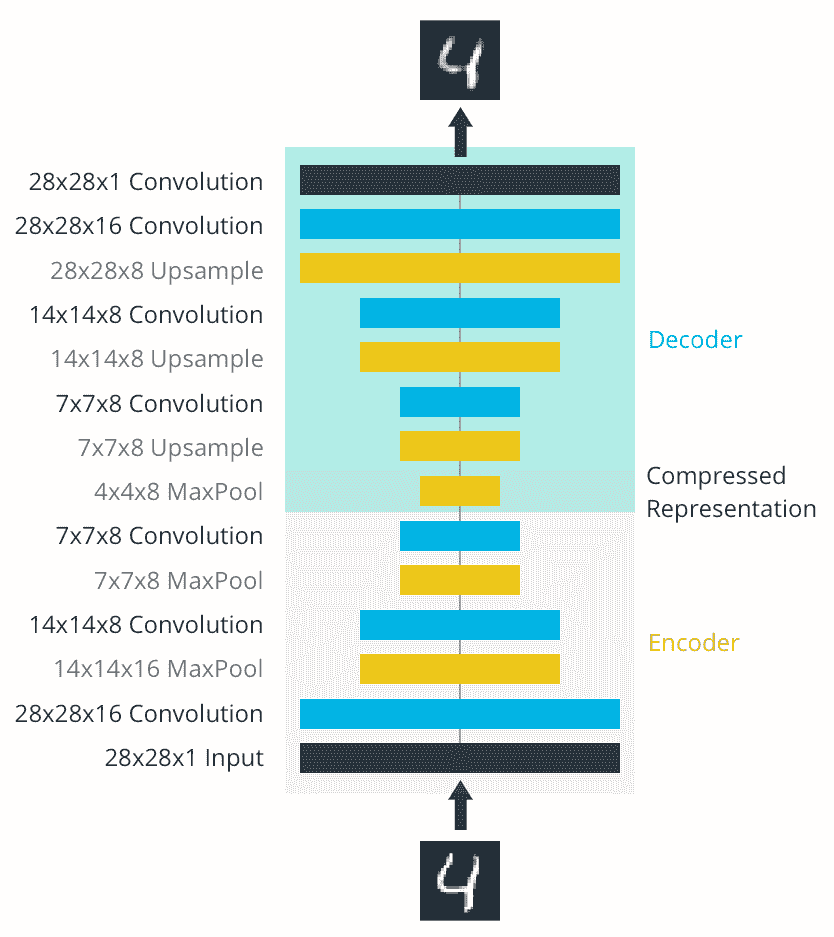 4
28x28x1 Convolution
28x28x16 Convolution
28x28x8 Upsample
14x14x8 Convolution
Decoder
14x14x8 Upsample
7x7x8 Convolution
7x7x8 Upsample
Compressed
Representation
4x4x8 MaxPool
7x7x8 Convolution
7x7x8 MaxPool
14x14x8 Convolution
Encoder
14x14x16 MaxPool
28x28x16 Convolution
28x28x1 Input
4